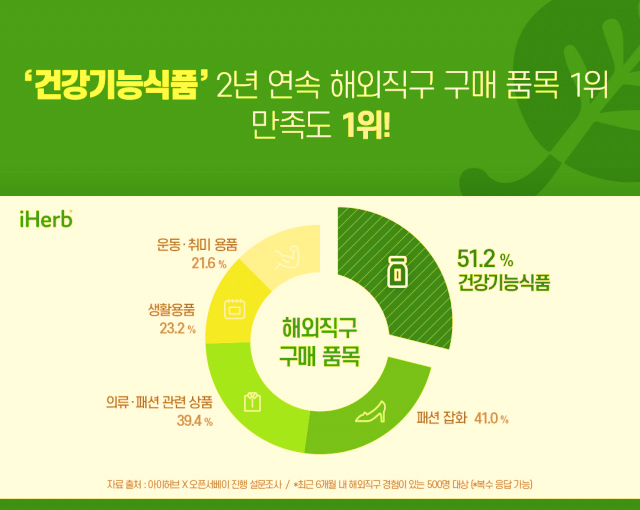 ‘건강기능식품’ 2년 연속 해외직구 구매 품목 1위
만족도 1위!
iHerb
운동·취미 용품
21.6 %
51.2 %
건강기능식품
생활용품
23.2 %
해외직구
구매 품목
의류·패션 관련 상품
39.4 %
패션 잡화 41.0 %
자료 출처 : 아이허브 X 오픈서베이 진행 설문조사 / *최근 6개월 내 해외직구 경험이 있는 500명 대상 (*복수 응답 가능)